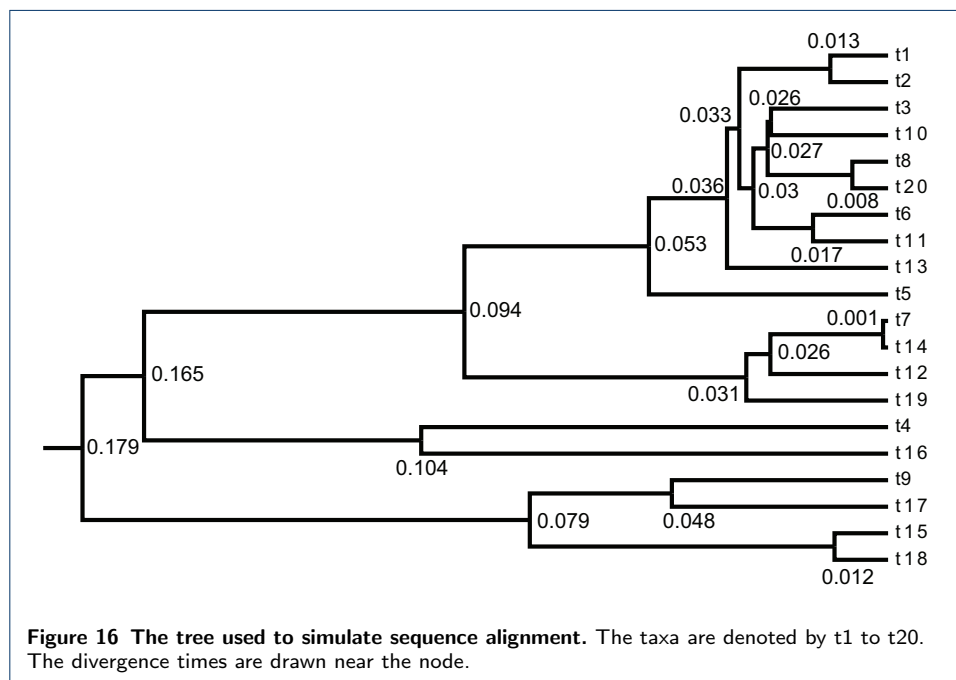 0.013
t1
t2
0.026
t3
0.033
t10
0.027
t8
0.036
0.03
t20
0.008
t6
0.053
t11
0.017
t13
t5
0.094
0.001
t7
t14
0.026
t12
0.031
t19
0.165
t4
0.179
t16
0.104
t9
0.079
0.048
t17
t15
t18
0.012
Figure 16 The tree used to simulate sequence alignment. The taxa are denoted by t1 to t20.
The divergence times are drawn near the node.